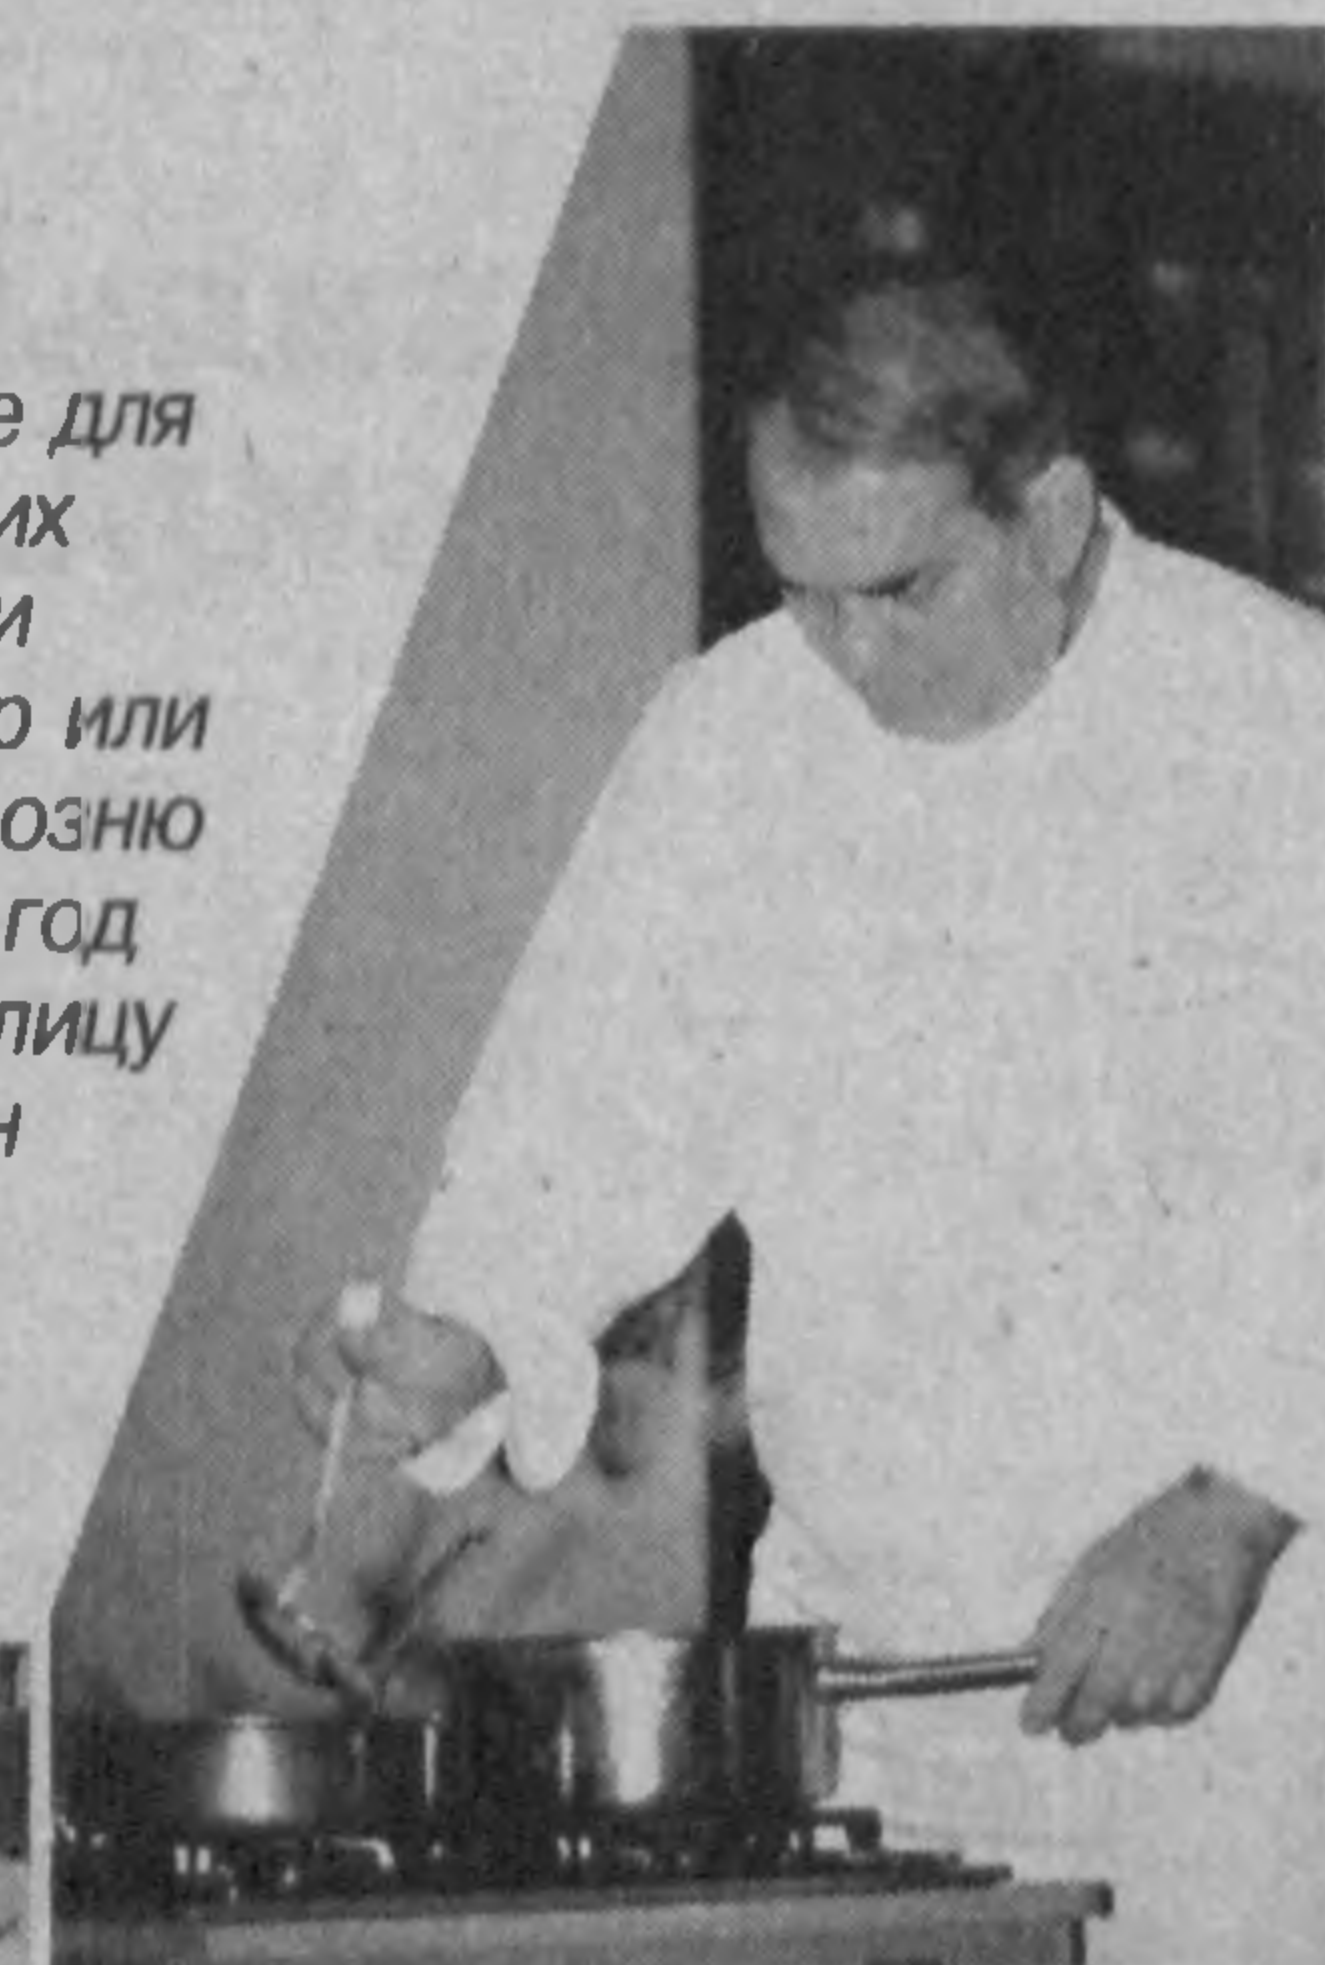 е для
их
и
р или
озню
год
лицу
н